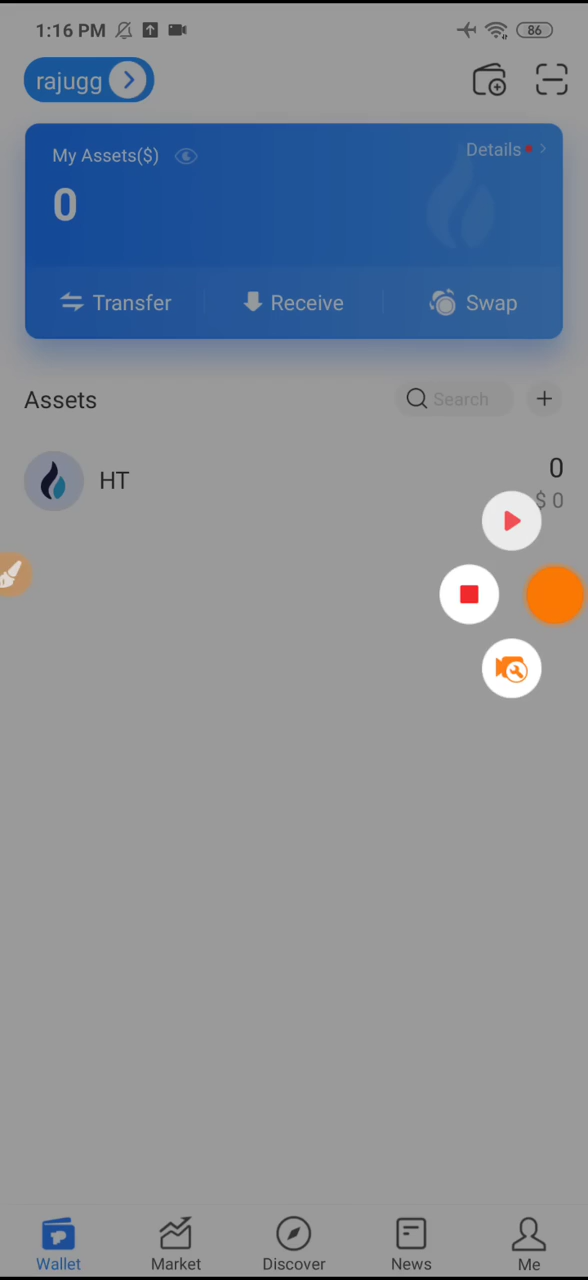 1:16 PM 86
rajugg
My Assets($) Details
0
Transfer Receive Swap
Assets Search
HT 0
$ 0
Wallet Market Discover News Me